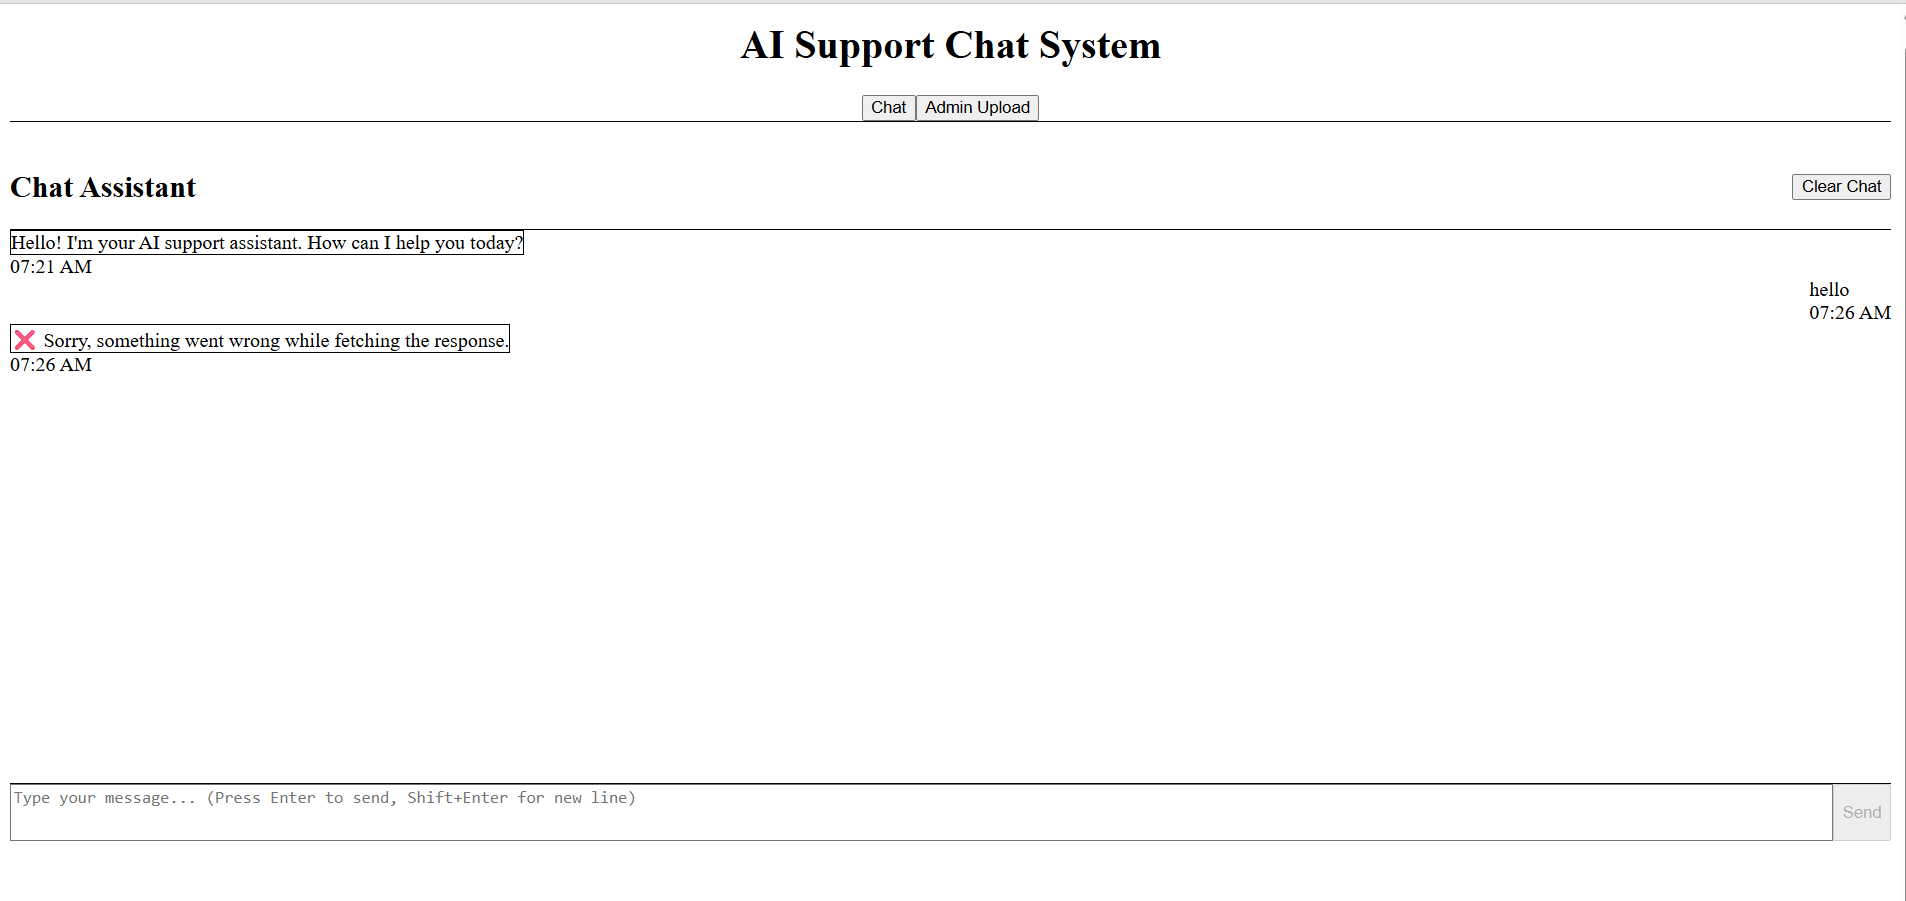 AI Support Chat System
Chat Admin Upload
Chat Assistant
Clear Chat
Hello! I'm your AI support assistant. How can I help you today?
07:21 AM
hello
07:26 AM
❌ Sorry, something went wrong while fetching the response.
07:26 AM
Type your message... (Press Enter to send, Shift+Enter for new line)
Send